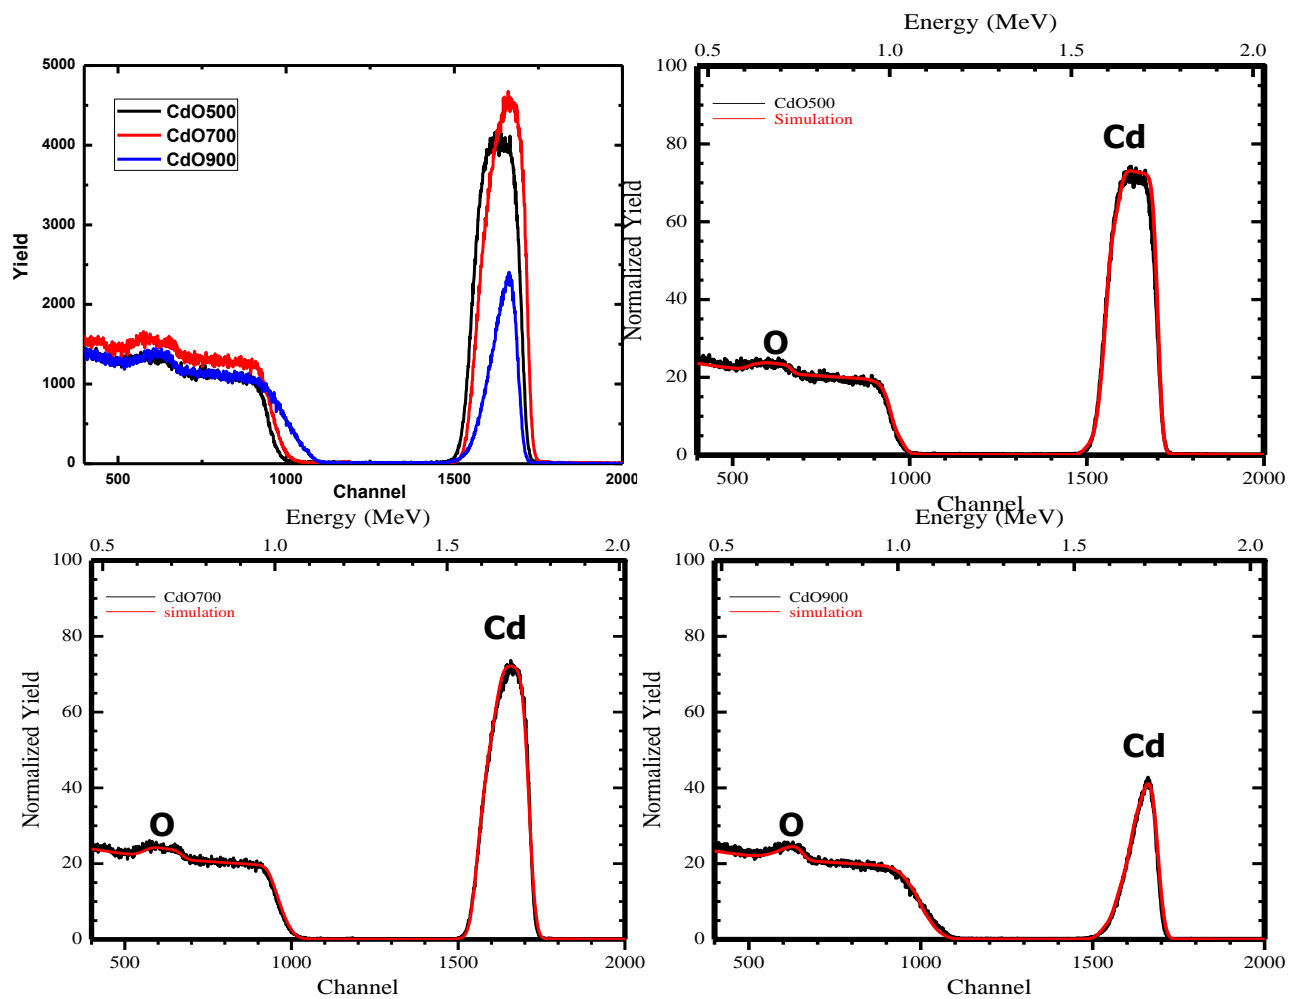 5000
4000
3000
2000
1000
0
Yield
CdO500
CdO700
CdO900
500
1000
1500
2000
Channel
Energy (MeV)
0.5
1.0
1.5
2.0
100
80
60
40
20
0
Normalized Yield
CdO500
Simulation
Cd
O
500
1000
1500
2000
Channel
Energy (MeV)
0.5
1.0
1.5
2.0
100
80
60
40
20
0
Normalized Yield
CdO700
simulation
Cd
O
500
1000
1500
2000
Channel
Energy (MeV)
0.5
1.0
1.5
2.0
100
80
60
40
20
0
Normalized Yield
CdO900
simulation
Cd
O
500
1000
1500
2000
Channel